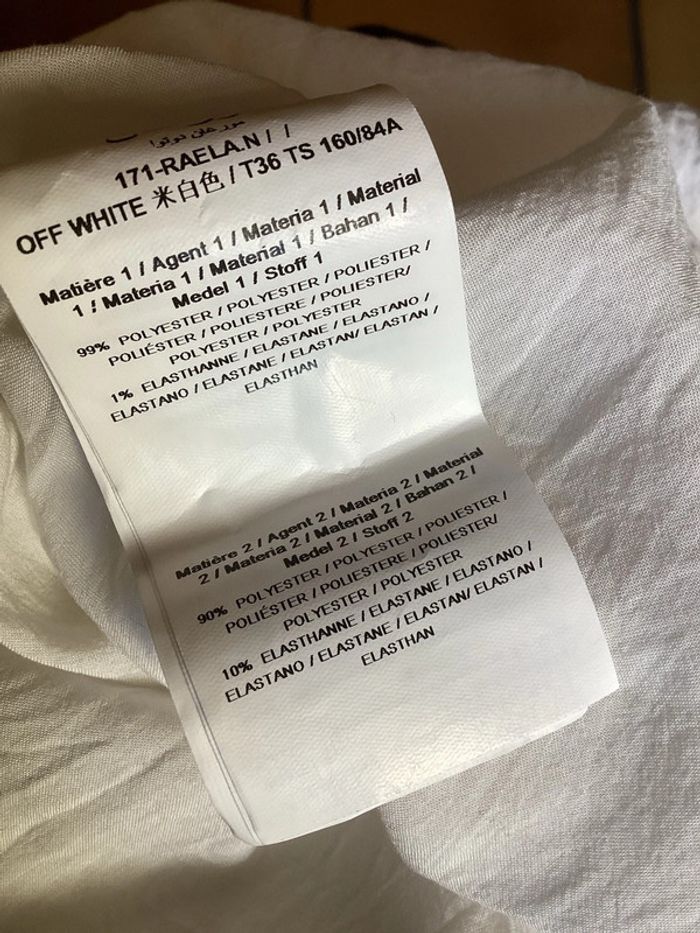 171-RAELA.N / /
OFF WHITE 米白色 / T36 TS 160/84A
Matière 1 / Agent 1 / Materia 1 / Material
1 / Materia 1 / Material 1 / Bahan 1 /
Medel 1 / Stoff 1
99% POLYESTER / POLYESTER / POLIESTER /
POLIÉSTER / POLIESTERE / POLIESTER/
POLYESTER / POLYESTER
1% ELASTHANNE / ELASTANE / ELASTANO /
ELASTANO / ELASTANE / ELASTAN/ ELASTAN /
ELASTHAN
Matière 2 / Agent 2 / Materia 2 / Material
2 / Materia 2 / Material 2 / Bahan 2 /
Medel 2 / Stoff 2
90% POLYESTER / POLYESTER / POLIESTER /
POLIÉSTER / POLIESTERE / POLIESTER/
POLYESTER / POLYESTER
10% ELASTHANNE / ELASTANE / ELASTANO /
ELASTANO / ELASTANE / ELASTAN/ ELASTAN /
ELASTHAN